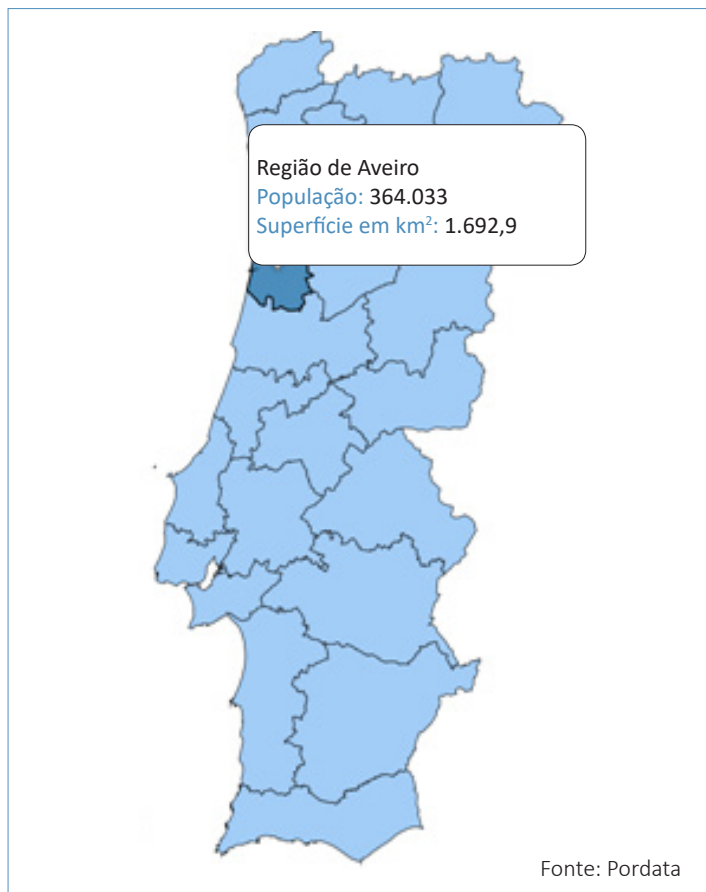 Região de Aveiro
População: 364.033
Superfície em km²: 1.692,9
Fonte: Pordata